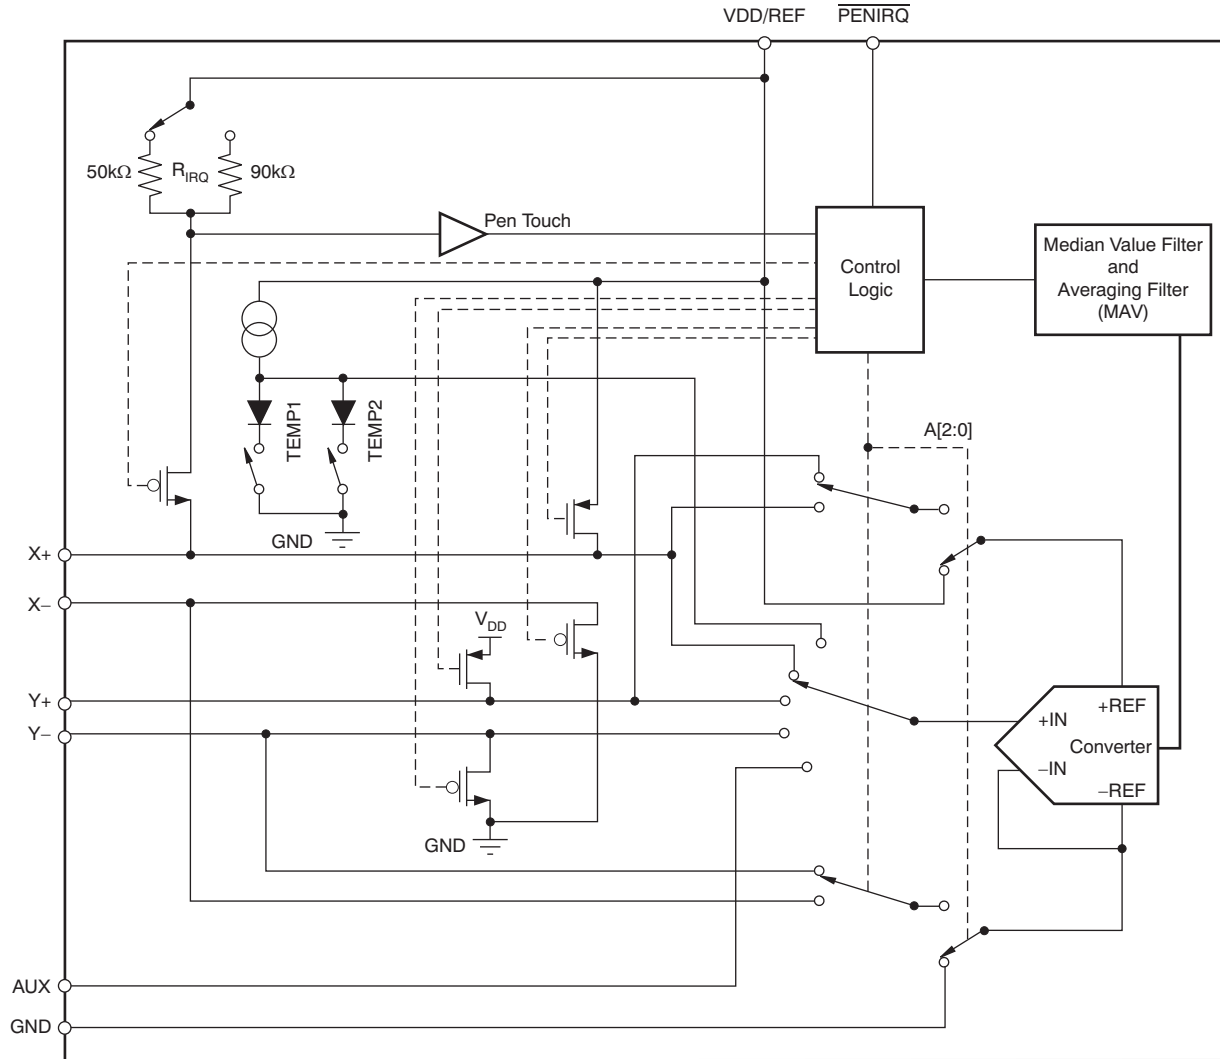 VDD/REF
PENIRQ
50kΩ
RIRQ
90kΩ
Pen Touch
Control
Logic
Median Value Filter
and
Averaging Filter
(MAV)
TEMP1
TEMP2
A[2:0]
GND
X+
X−
VDD
Y+
Y−
+IN
+REF
Converter
−IN
−REF
GND
AUX
GND